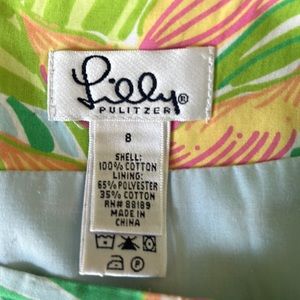 Lilly®
PULITZER
8
SHELL:
100% COTTON
LINING:
65% POLYESTER
35% COTTON
RN# 88189
MADE IN
CHINA